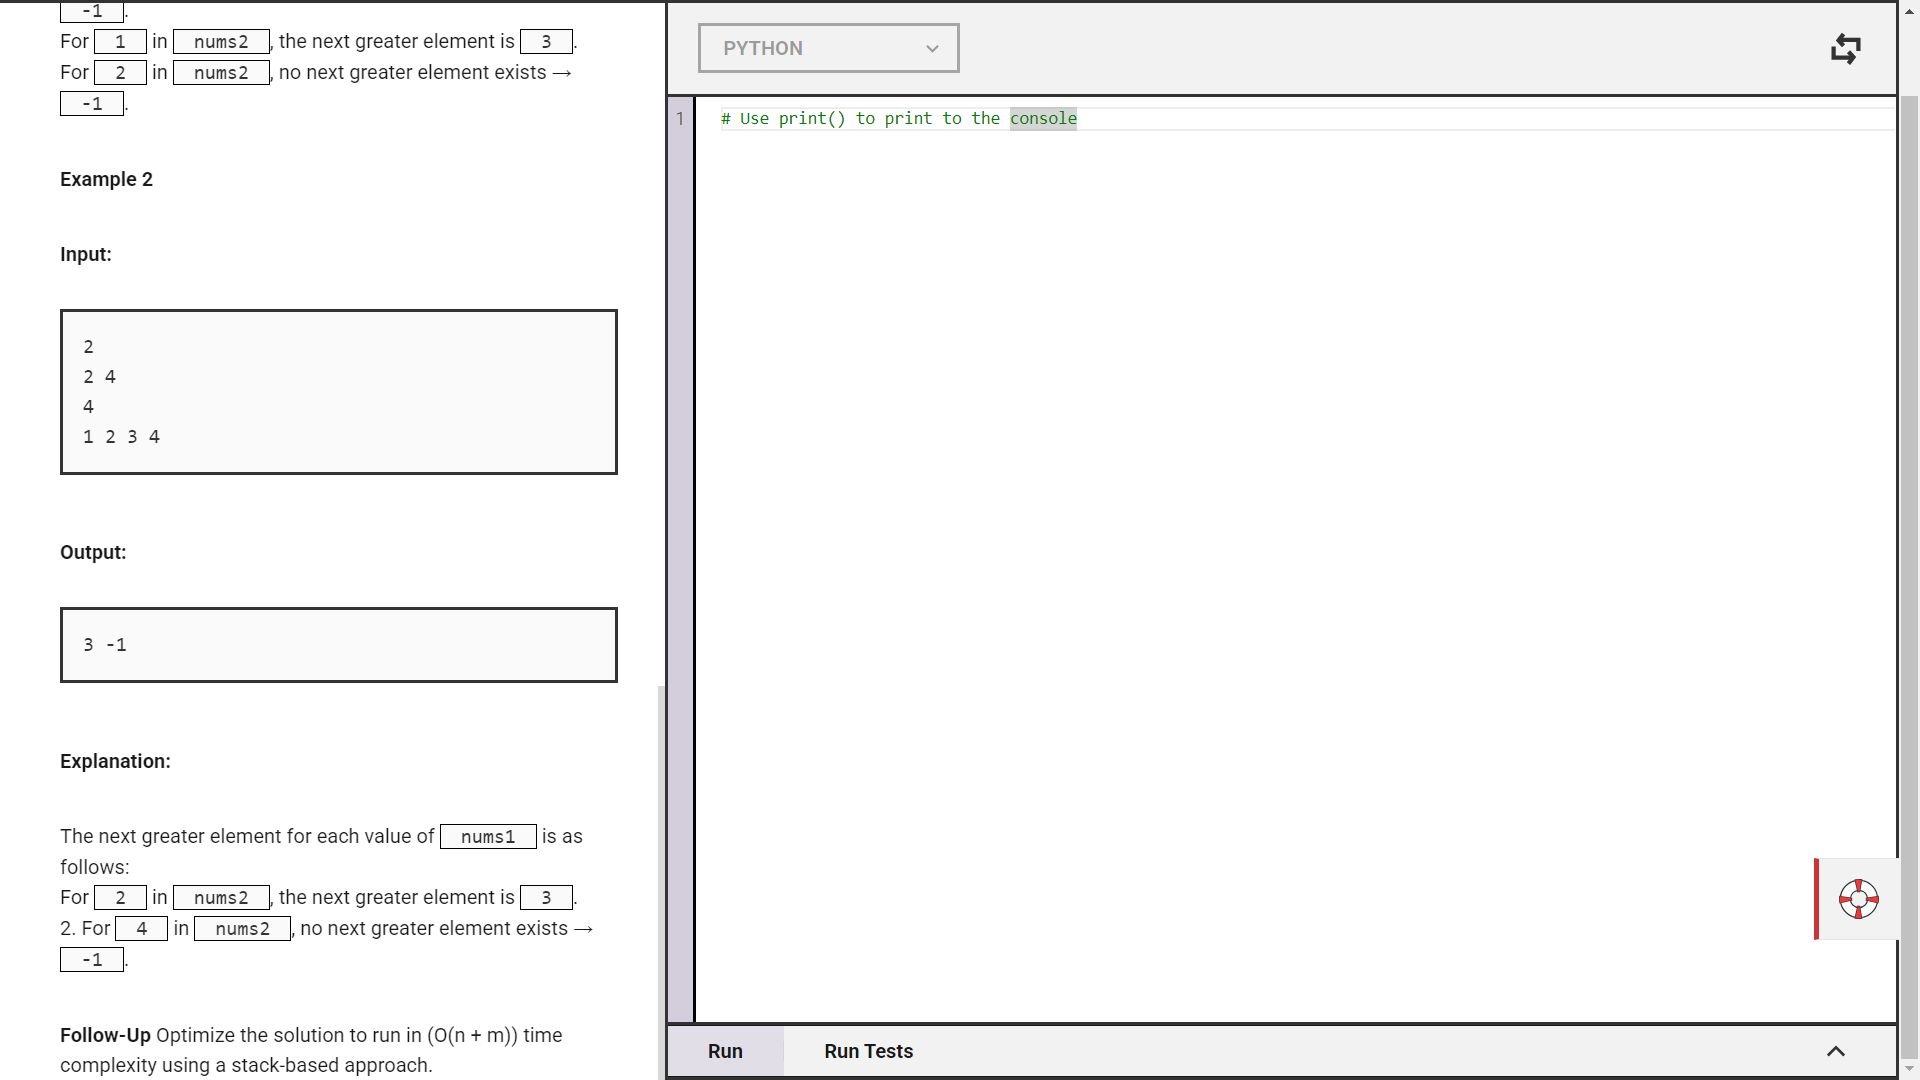 -1.
For 1 in nums2, the next greater element is 3.
For 2 in nums2, no next greater element exists →
-1.
Example 2
Input:
2
2 4
4
1 2 3 4
Output:
3 -1
Explanation:
The next greater element for each value of nums1 is as
follows:
For 2 in nums2, the next greater element is 3.
2. For 4 in nums2, no next greater element exists →
-1.
Follow-Up Optimize the solution to run in (O(n + m)) time
complexity using a stack-based approach.
PYTHON
1 # Use print() to print to the console
Run Run Tests